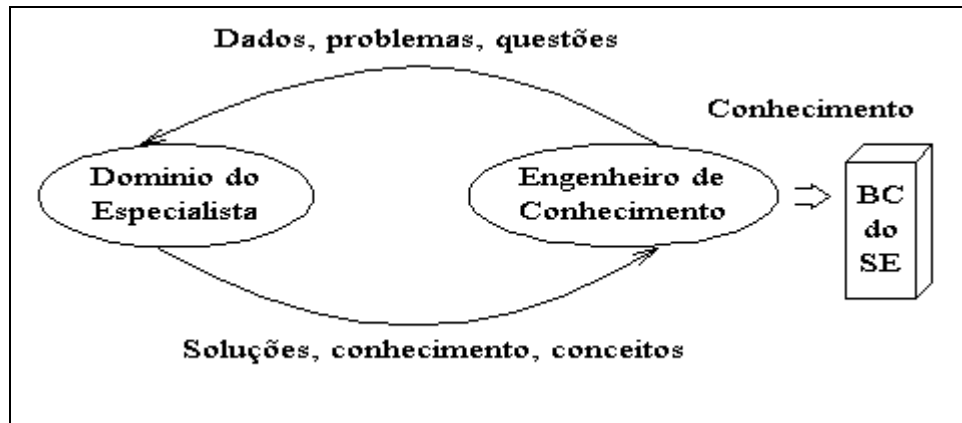 Dados, problemas, questões
Conhecimento
Dominio do
Especialista
Engenheiro de
Conhecimento
BC
do
SE
Soluções, conhecimento, conceitos